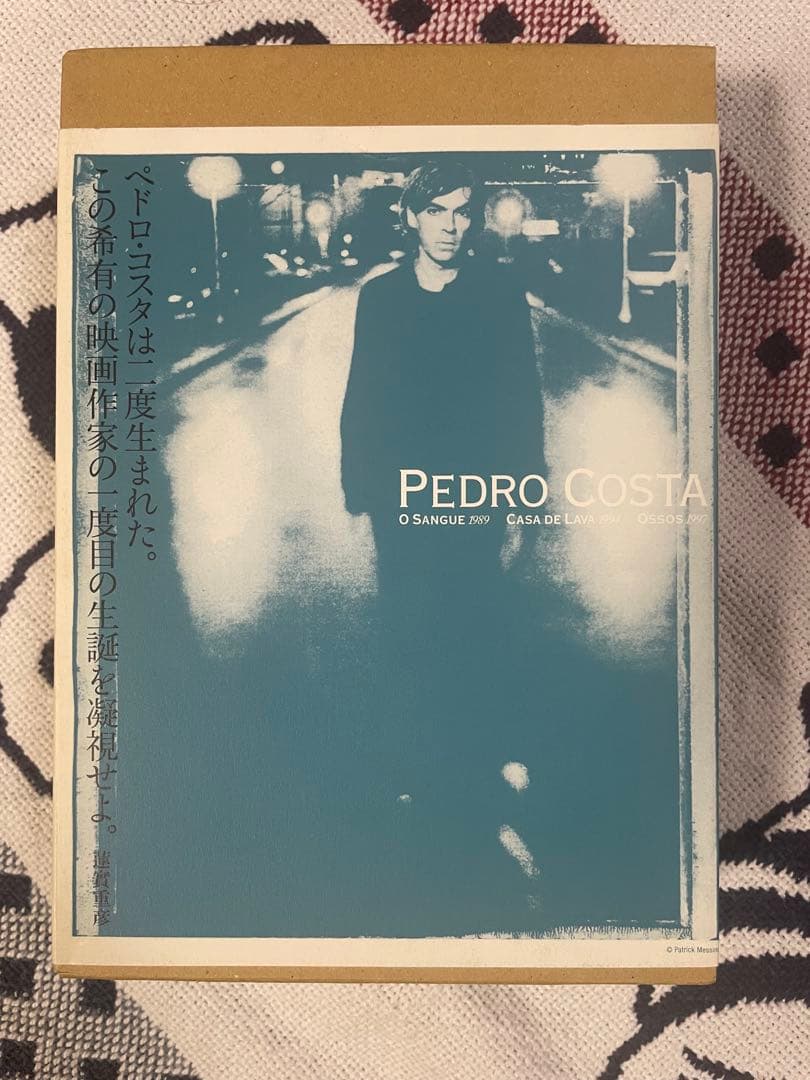 ペドロ・コスタは二度生まれた。
この希有の映画作家の一度目の生誕を凝視せよ。
蓮實重彦
PEDRO COSTA
O SANGUE 1989 CASA DE LAVA 1994 OSSOS 1997
© Patrick